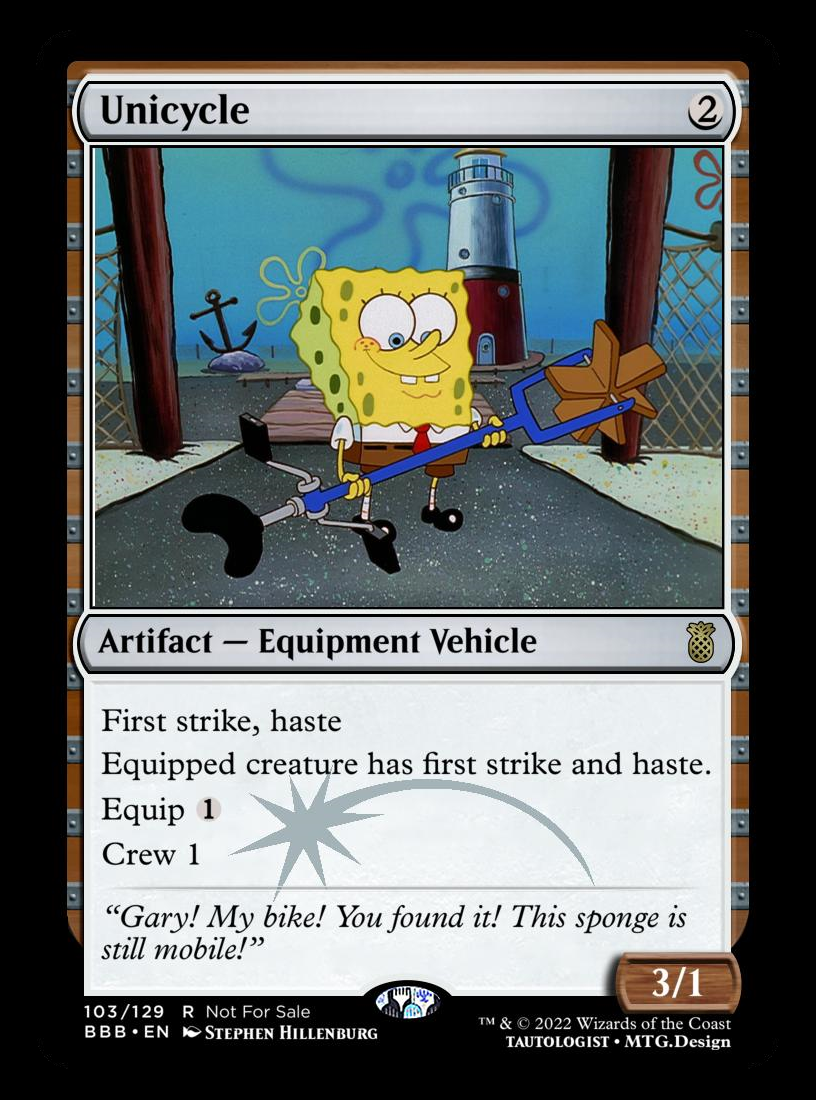 Unicycle 2
Artifact — Equipment Vehicle
First strike, haste
Equipped creature has first strike and haste.
Equip 1
Crew 1
“Gary! My bike! You found it! This sponge is
still mobile!”
3/1
103/129 R Not For Sale
BBB • EN Stephen Hillenburg
™ & © 2022 Wizards of the Coast
TAUTOLOGIST • MTG.Design